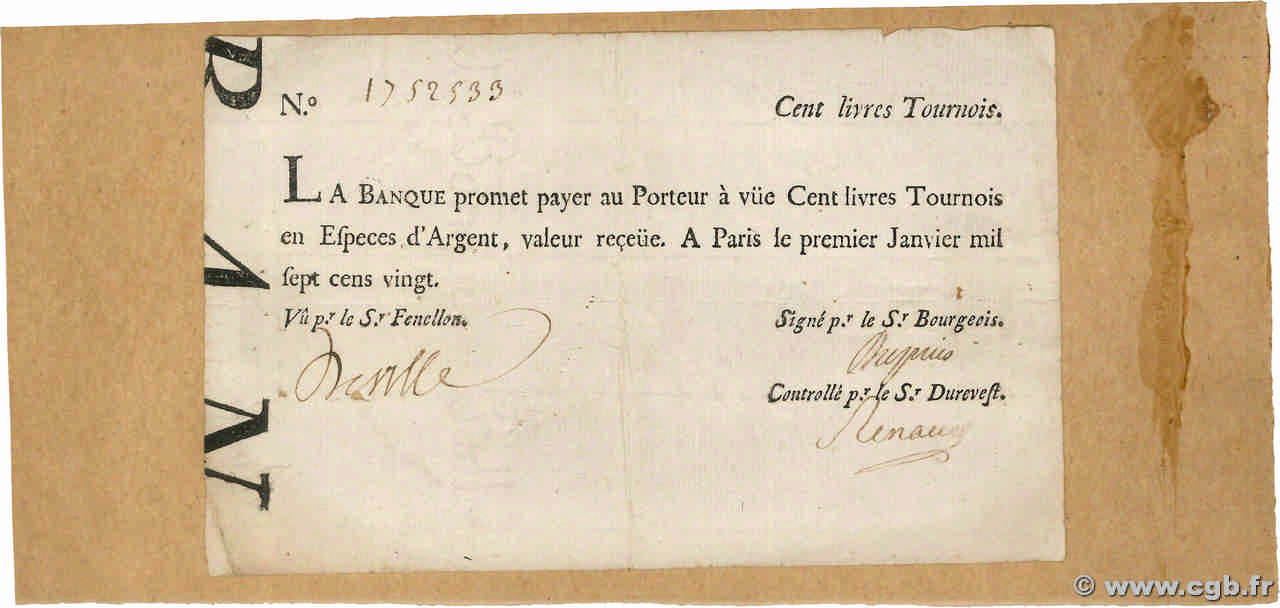 N.º 1752533 Cent livres Tournois.
LA BANQUE promet payer au Porteur à vüe Cent livres Tournois
en Eſpeces d'Argent, valeur reçeüe. A Paris le premier Janvier mil
ſept cens vingt.
Vû p.r le S.r Fenellon. Signé p.r le S.r Bourgeois.
Controllé p.r le S.r Dureveſt.
© www.cgb.fr